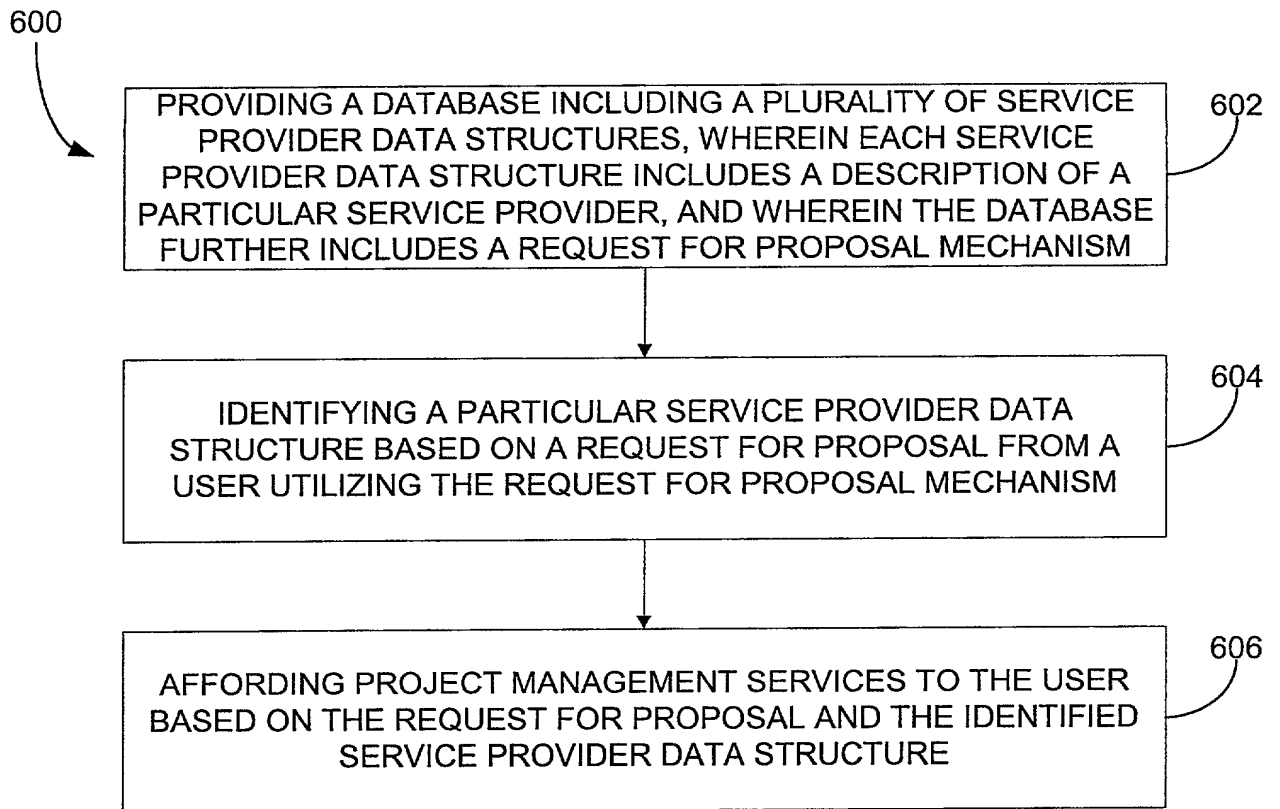 600
PROVIDING A DATABASE INCLUDING A PLURALITY OF SERVICE
PROVIDER DATA STRUCTURES, WHEREIN EACH SERVICE
PROVIDER DATA STRUCTURE INCLUDES A DESCRIPTION OF A
PARTICULAR SERVICE PROVIDER, AND WHEREIN THE DATABASE
FURTHER INCLUDES A REQUEST FOR PROPOSAL MECHANISM
602
IDENTIFYING A PARTICULAR SERVICE PROVIDER DATA
STRUCTURE BASED ON A REQUEST FOR PROPOSAL FROM A
USER UTILIZING THE REQUEST FOR PROPOSAL MECHANISM
604
AFFORDING PROJECT MANAGEMENT SERVICES TO THE USER
BASED ON THE REQUEST FOR PROPOSAL AND THE IDENTIFIED
SERVICE PROVIDER DATA STRUCTURE
606